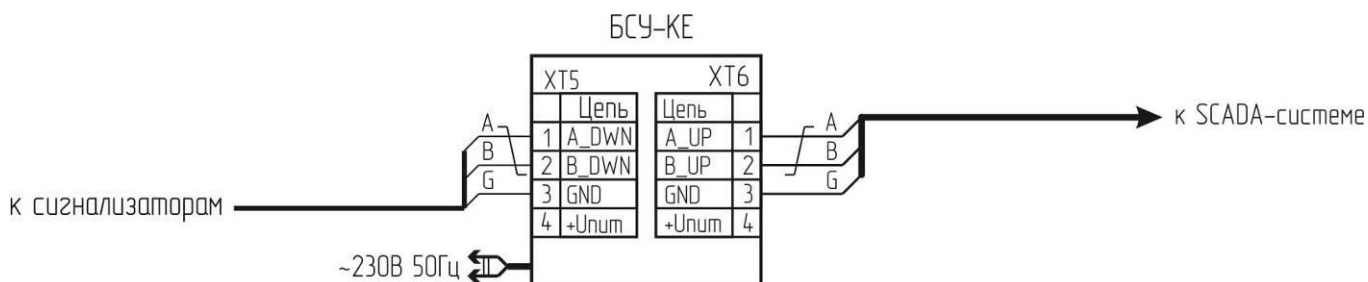 БСУ-КЕ
XT5 XT6
Цепь Цепь
A 1 A_DWN A_UP 1 A
B 2 B_DWN B_UP 2 B
G 3 GND GND 3 G
4 +Uпит +Uпит 4
к SCADA-системе
к сигнализаторам
~230В 50Гц